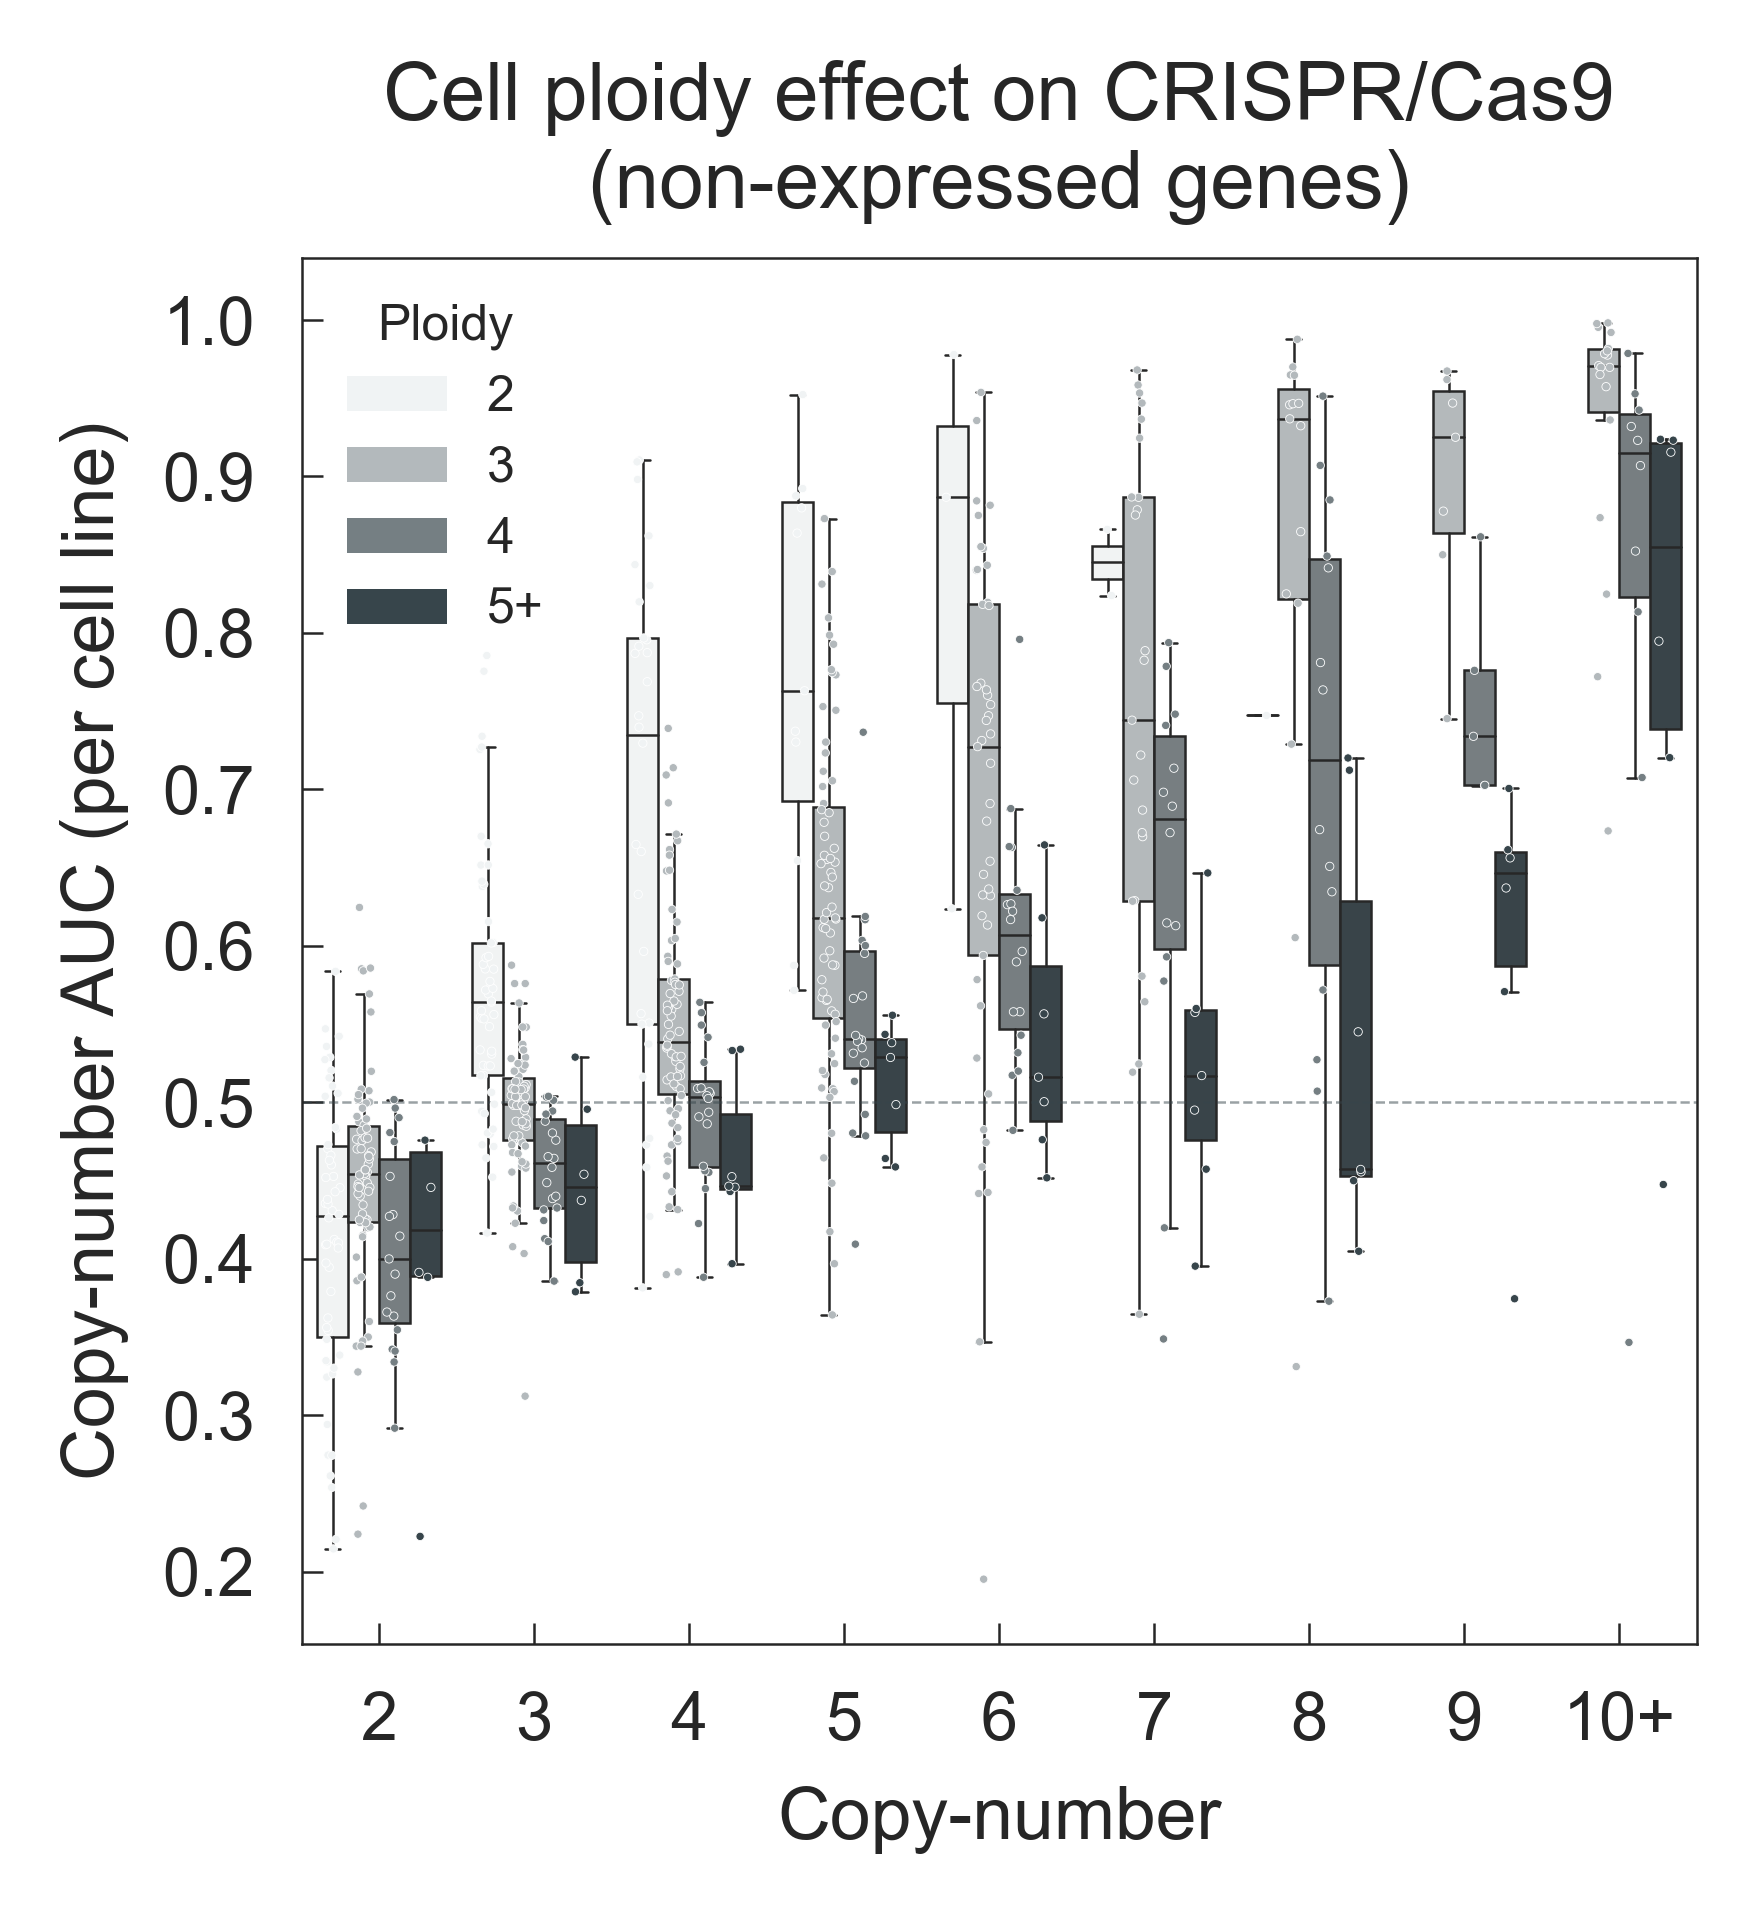 Cell ploidy effect on CRISPR/Cas9
(non-expressed genes)
Copy-number AUC (per cell line)
1.0
0.9
0.8
0.7
0.6
0.5
0.4
0.3
0.2
Ploidy
2
3
4
5+
2 3 4 5 6 7 8 9 10+
Copy-number